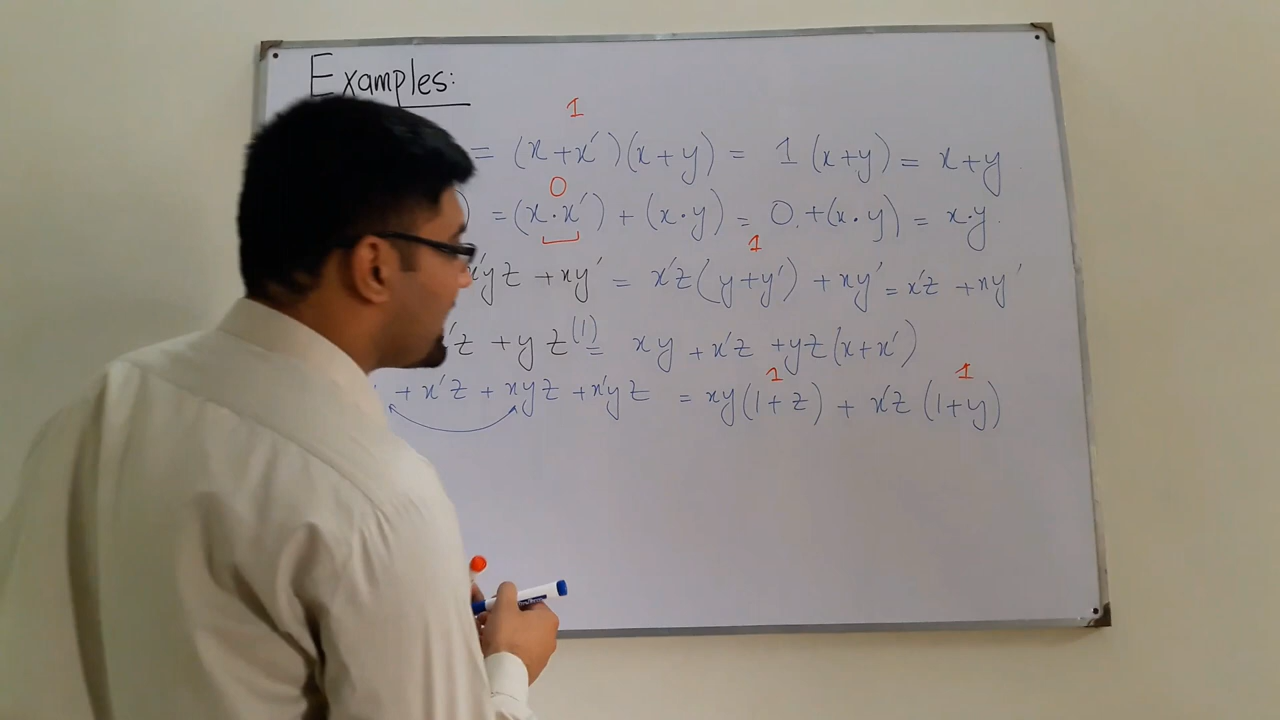 Examples:
1
= (x + x')(x + y) = 1 (x+y) = x+y
0
) = (x . x') + (x . y) = 0 . + (x . y) = x.y.
1
x'yz + xy' = x'z(y+y') + xy' = x'z + xy'
'z + yz(1) = xy + x'z + yz(x+x')
1 1
+ x'z + xyz + x'yz = xy(1+z) + x'z (1+y)